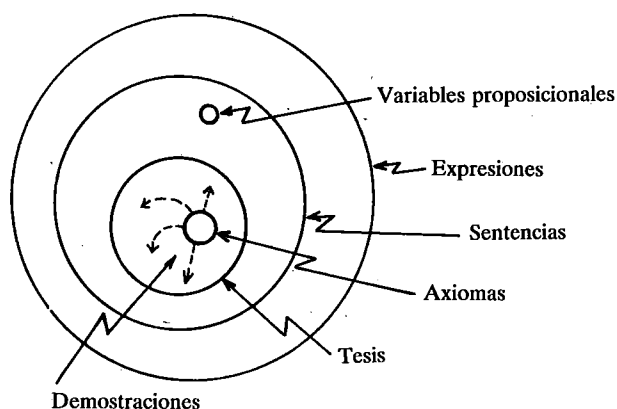 Variables proposicionales
Expresiones
Sentencias
Axiomas
Tesis
Demostraciones